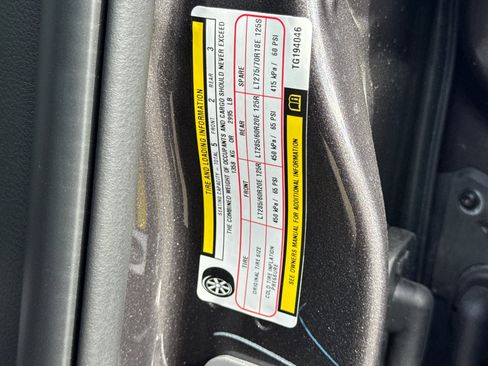 TIRE AND LOADING INFORMATION
SEATING CAPACITY - TOTAL 5 FRONT 2 REAR 3
THE COMBINED WEIGHT OF OCCUPANTS AND CARGO SHOULD NEVER EXCEED
1358 KG OR 2995 LB
TIRE FRONT REAR SPARE
ORIGINAL TIRE SIZE LT285/60R20E 125R LT285/60R20E 125R LT275/70R18E 125S
COLD TIRE INFLATION PRESSURE 450 kPa / 65 PSI 450 kPa / 65 PSI 415 kPa / 60 PSI
SEE OWNERS MANUAL FOR ADDITIONAL INFORMATION
TG194046